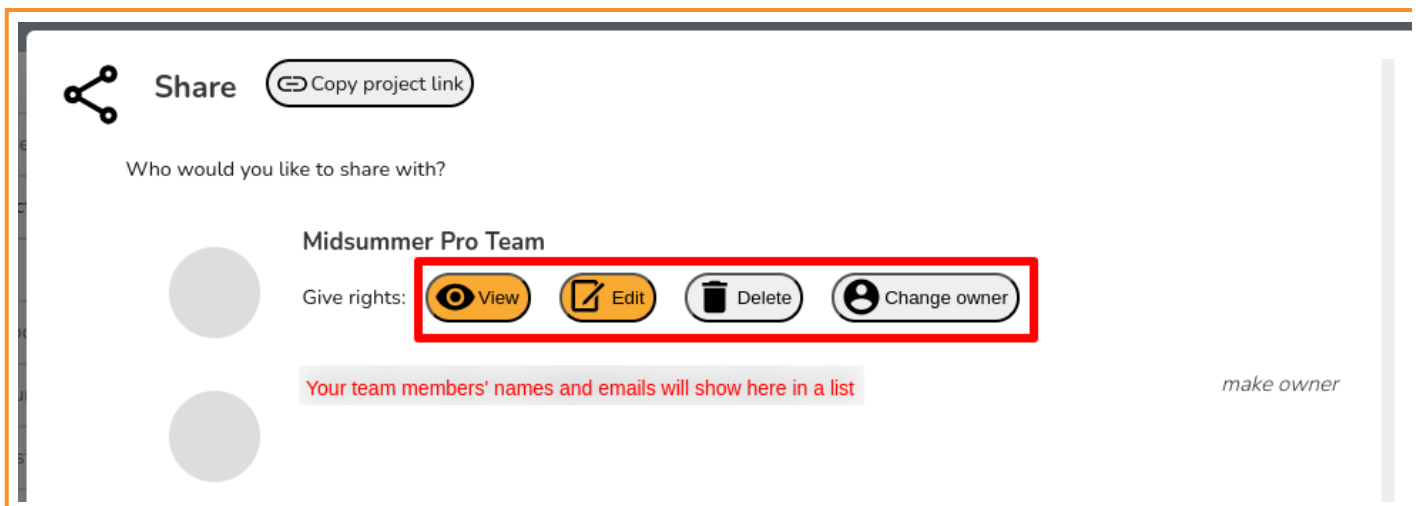 Share Copy project link
Who would you like to share with?
Midsummer Pro Team
Give rights: View Edit Delete Change owner
Your team members' names and emails will show here in a list make owner